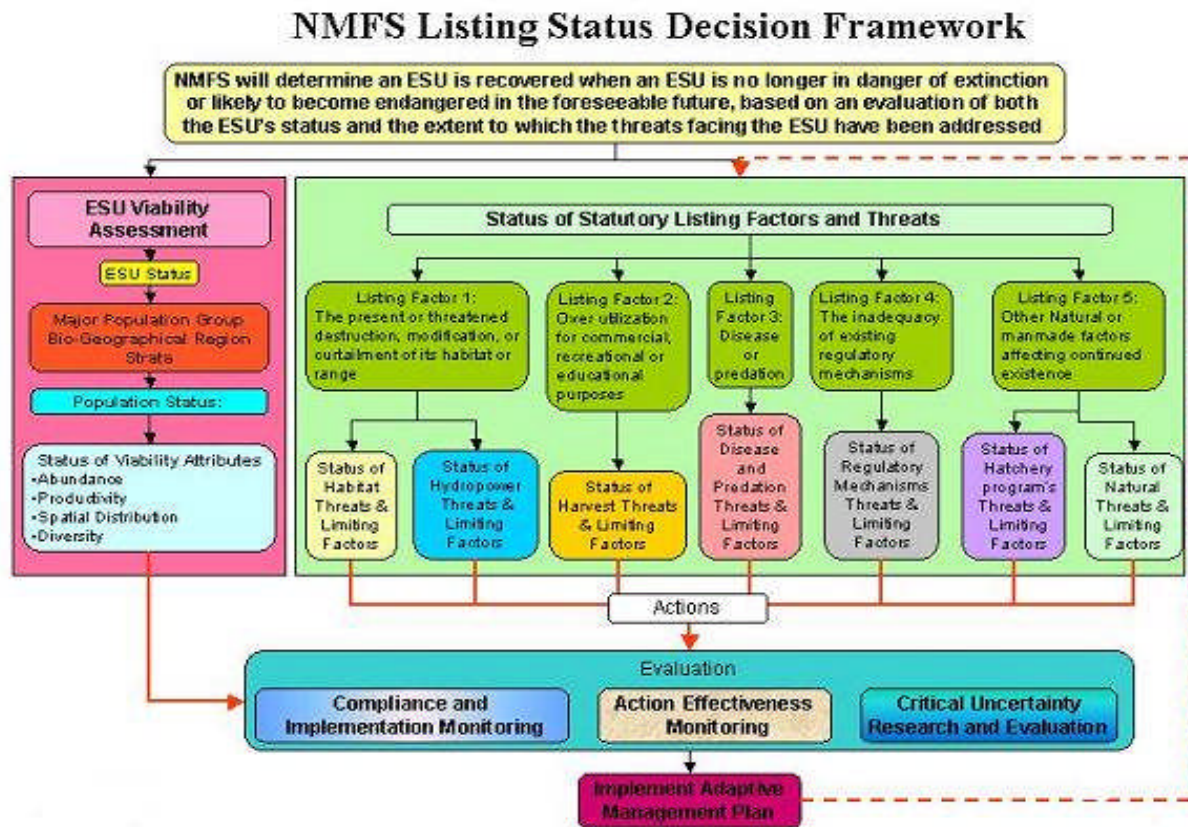 NMFS Listing Status Decision Framework
NMFS will determine an ESU is recovered when an ESU is no longer in danger of extinction
or likely to become endangered in the foreseeable future, based on an evaluation of both
the ESU's status and the extent to which the threats facing the ESU have been addressed
ESU Viability
Assessment
ESU Status
Major Population Group
Bio-Geographical Region
Strata
Population Status:
Status of Viability Attributes
•Abundance
•Productivity
•Spatial Distribution
•Diversity
Status of Statutory Listing Factors and Threats
Listing Factor 1:
The present or threatened
destruction, modification, or
curtailment of its habitat or
range
Listing Factor 2:
Over utilization
for commercial,
recreational or
educational
purposes
Listing
Factor 3:
Disease
or
predation
Listing Factor 4:
The inadequacy
of existing
regulatory
mechanisms
Listing Factor 5:
Other Natural or
manmade factors
affecting continued
existence
Status of
Habitat
Threats &
Limiting
Factors
Status of
Hydropower
Threats &
Limiting
Factors
Status of
Harvest Threats
& Limiting
Factors
Status of
Disease
and
Predation
Threats &
Limiting
Factors
Status of
Regulatory
Mechanisms
Threats &
Limiting
Factors
Status of
Hatchery
program's
Threats &
Limiting
Factors
Status of
Natural
Threats &
Limiting
Factors
Actions
Evaluation
Compliance and
Implementation Monitoring
Action Effectiveness
Monitoring
Critical Uncertainty
Research and Evaluation
Implement Adaptive
Management Plan